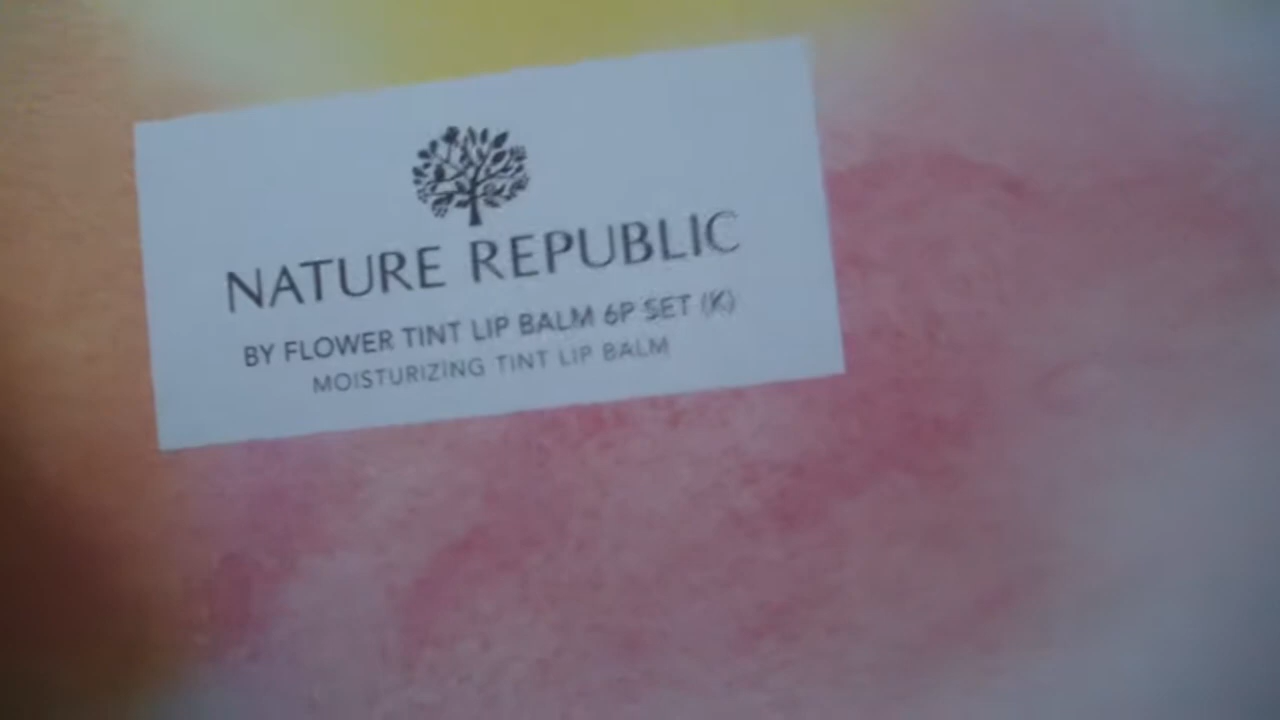 NATURE REPUBLIC
BY FLOWER TINT LIP BALM 6P SET (K)
MOISTURIZING TINT LIP BALM